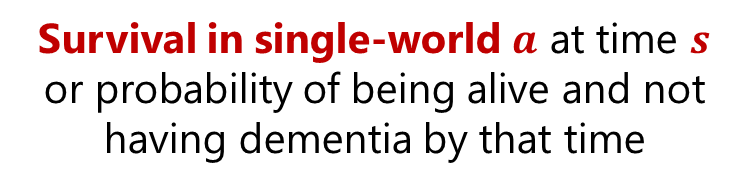 Survival in single-world a at time s
or probability of being alive and not
having dementia by that time